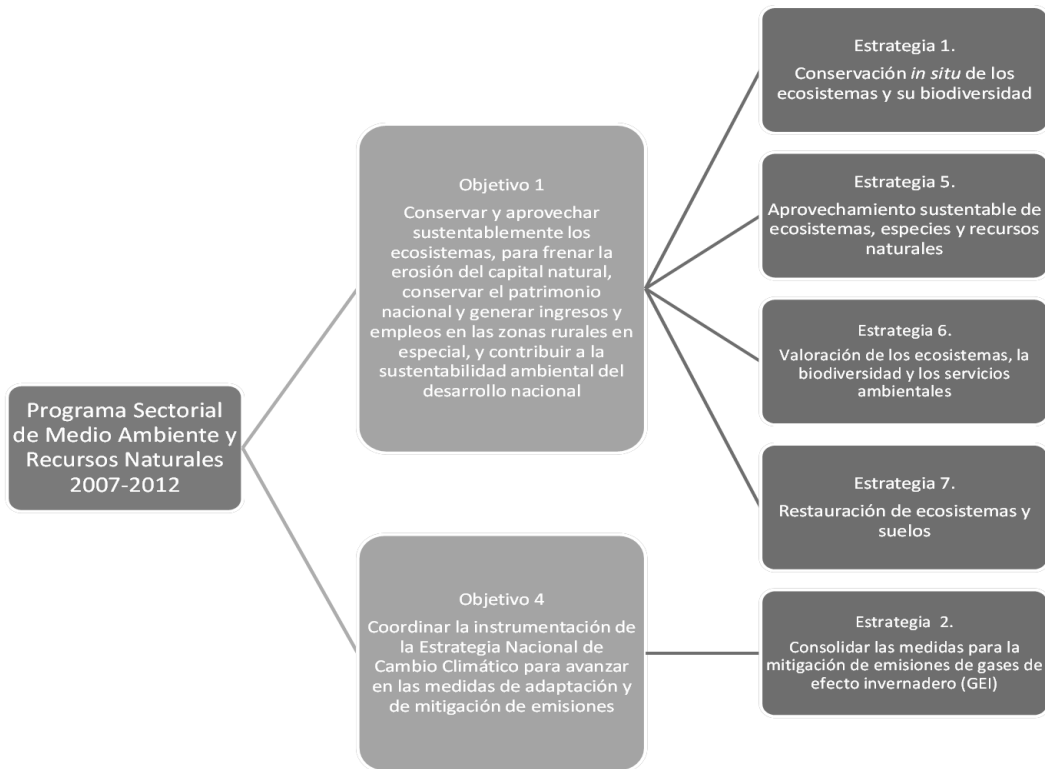 Programa Sectorial
de Medio Ambiente y
Recursos Naturales
2007-2012
Objetivo 1
Conservar y aprovechar
sustentablemente los
ecosistemas, para frenar la
erosión del capital natural,
conservar el patrimonio
nacional y generar ingresos y
empleos en las zonas rurales en
especial, y contribuir a la
sustentabilidad ambiental del
desarrollo nacional
Estrategia 1.
Conservación in situ de los
ecosistemas y su biodiversidad
Estrategia 5.
Aprovechamiento sustentable de
ecosistemas, especies y recursos
naturales
Estrategia 6.
Valoración de los ecosistemas, la
biodiversidad y los servicios
ambientales
Estrategia 7.
Restauración de ecosistemas y
suelos
Objetivo 4
Coordinar la instrumentación de
la Estrategia Nacional de
Cambio Climático para avanzar
en las medidas de adaptación y
de mitigación de emisiones
Estrategia 2.
Consolidar las medidas para la
mitigación de emisiones de gases de
efecto invernadero (GEI)